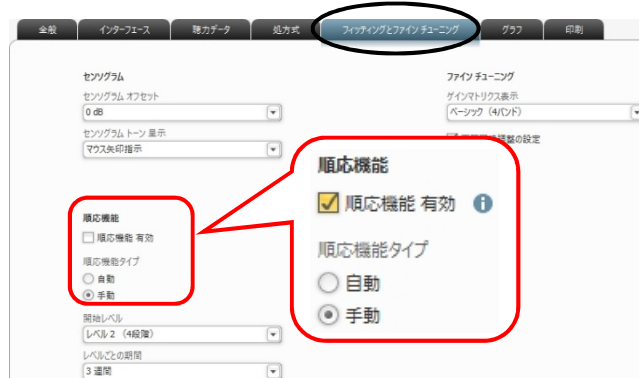 全般
インターフェース
聴力データ
処方式
フィッティングとファイン チューニング
グラフ
印刷
センソグラム
センソグラム オフセット
0 dB
センソグラム トーン 呈示
マウス矢印指示
ファイン チューニング
ゲインマトリクス表示
ベーシック (4バンド)
整の設定
順応機能
順応機能 有効
順応機能タイプ
自動
手動
開始レベル
レベル 2 (4段階)
レベルごとの期間
3 週間
順応機能
順応機能 有効
順応機能タイプ
自動
手動